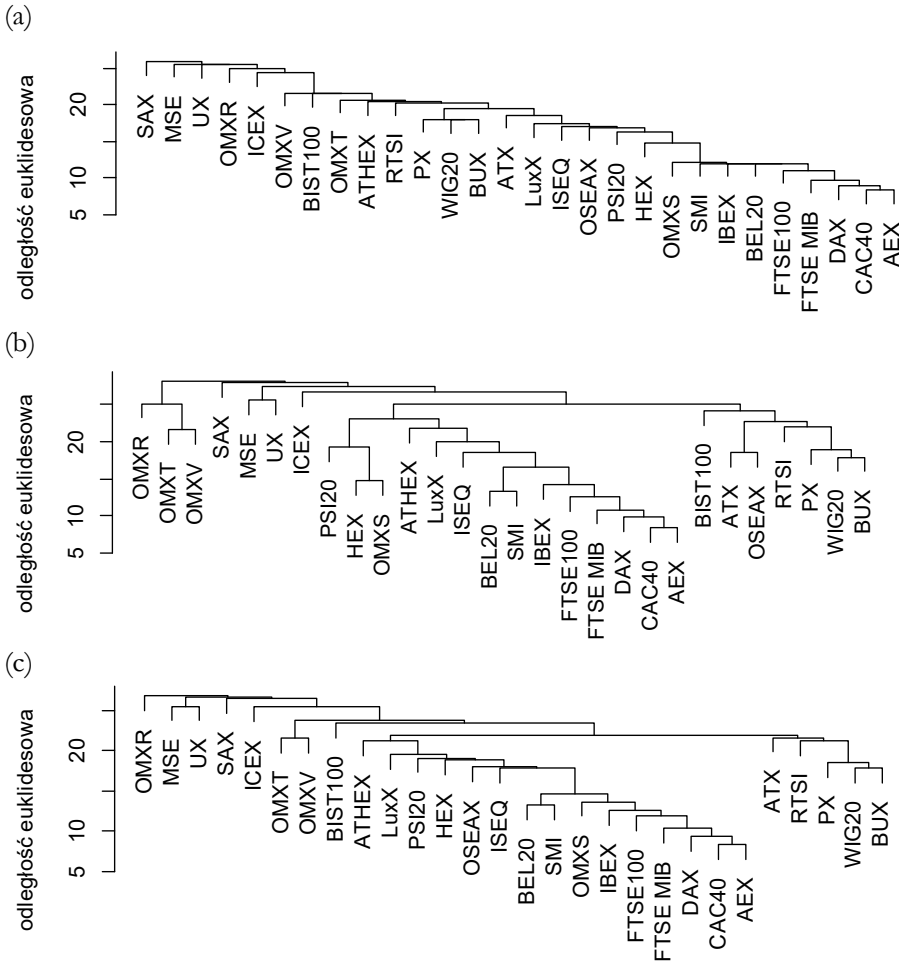 (a)
odległość euklidesowa
20
10
5
SAX
MSE
UX
OMXR
ICEX
OMXV
BIST100
OMXT
ATHEX
RTSI
PX
WIG20
BUX
ATX
LuxX
ISEQ
OSEAX
PSI20
HEX
OMXS
SMI
IBEX
BEL20
FTSE100
FTSE MIB
DAX
CAC40
AEX
(b)
odległość euklidesowa
20
10
5
OMXR
OMXT
OMXV
SAX
MSE
UX
ICEX
PSI20
HEX
OMXS
ATHEX
LuxX
ISEQ
BEL20
SMI
IBEX
FTSE100
FTSE MIB
DAX
CAC40
AEX
BIST100
ATX
OSEAX
RTSI
PX
WIG20
BUX
(c)
odległość euklidesowa
20
10
5
OMXR
MSE
UX
SAX
ICEX
OMXT
OMXV
BIST100
ATHEX
LuxX
PSI20
HEX
OSEAX
ISEQ
BEL20
SMI
OMXS
IBEX
FTSE100
FTSE MIB
DAX
CAC40
AEX
ATX
RTSI
PX
WIG20
BUX